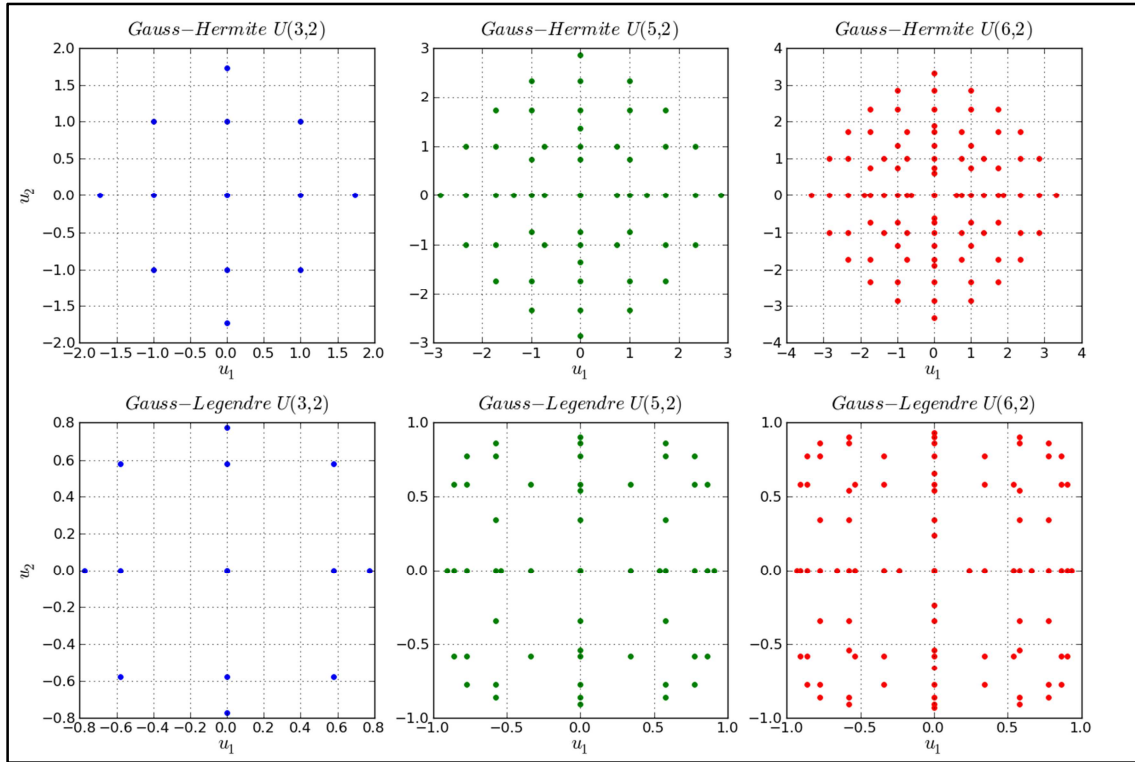 Gauss−Hermite U(3,2)
Gauss−Hermite U(5,2)
Gauss−Hermite U(6,2)
2.0
1.5
1.0
0.5
0.0
−0.5
−1.0
−1.5
−2.0
u2
−2.0 −1.5 −1.0 −0.5 0.0 0.5 1.0 1.5 2.0
u1
3
2
1
0
−1
−2
−3
−3 −2 −1 0 1 2 3
u1
4
3
2
1
0
−1
−2
−3
−4
−4 −3 −2 −1 0 1 2 3 4
u1
Gauss−Legendre U(3,2)
Gauss−Legendre U(5,2)
Gauss−Legendre U(6,2)
0.8
0.6
0.4
0.2
0.0
−0.2
−0.4
−0.6
−0.8
u2
−0.8 −0.6 −0.4 −0.2 0.0 0.2 0.4 0.6 0.8
u1
1.0
0.5
0.0
−0.5
−1.0
−1.0 −0.5 0.0 0.5 1.0
u1
1.0
0.5
0.0
−0.5
−1.0
−1.0 −0.5 0.0 0.5 1.0
u1